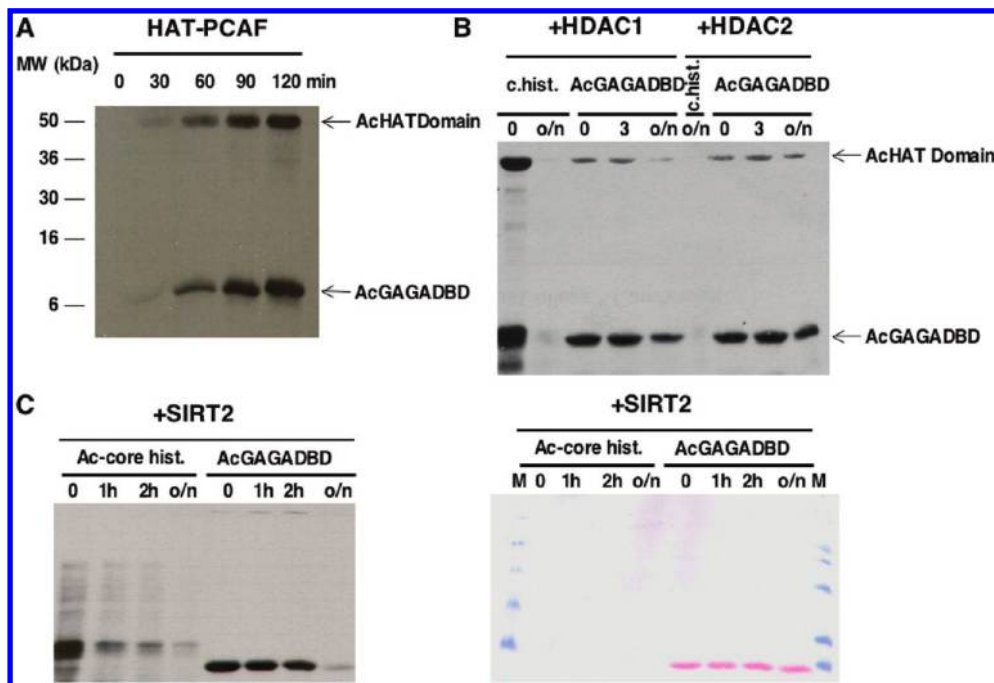 A
HAT-PCAF
MW (kDa)
0 30 60 90 120 min
50
36
30
16
6
AcHATDomain
AcGAGADBD
B
+HDAC1 +HDAC2
c.hist. AcGAGADBD c.hist. AcGAGADBD
0 o/n 0 3 o/n o/n 0 3 o/n
AcHAT Domain
AcGAGADBD
C
+SIRT2
Ac-core hist. AcGAGADBD
0 1h 2h o/n 0 1h 2h o/n
+SIRT2
Ac-core hist. AcGAGADBD
M 0 1h 2h o/n 0 1h 2h o/n M